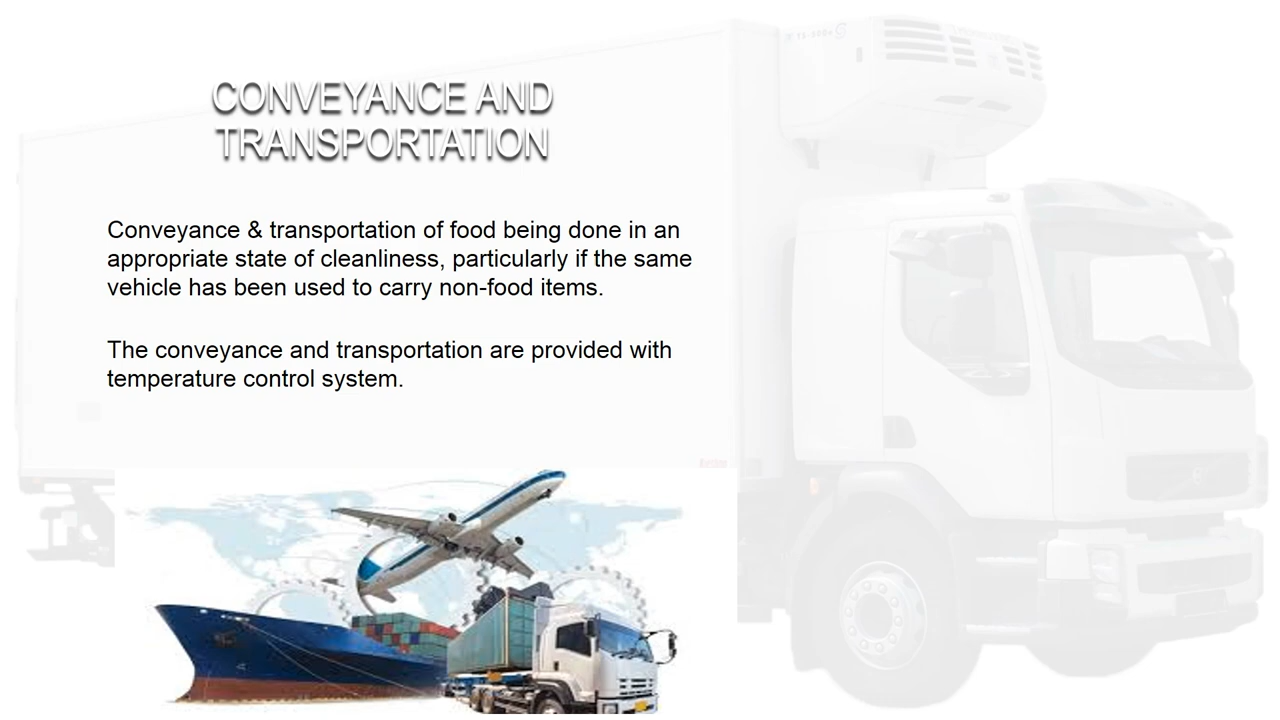 CONVEYANCE AND
TRANSPORTATION
Conveyance & transportation of food being done in an
appropriate state of cleanliness, particularly if the same
vehicle has been used to carry non-food items.
The conveyance and transportation are provided with
temperature control system.